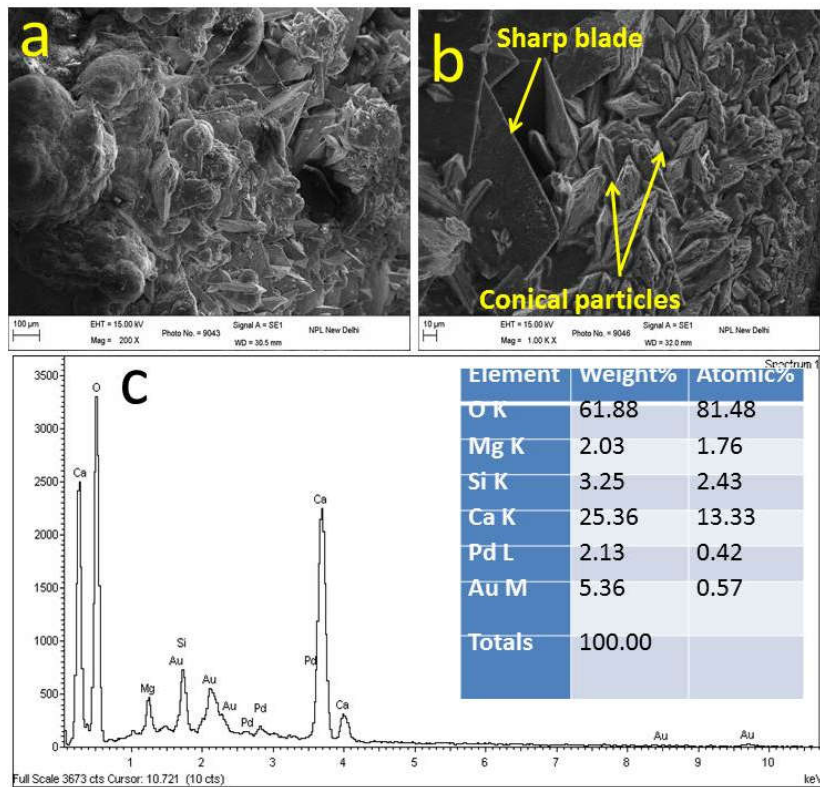 a
100 µm
EHT = 15.00 kV
Mag = 200 X
Photo No. = 9043
Signal A = SE1
WD = 30.5 mm
NPL New Delhi
b
Sharp blade
Conical particles
10 µm
EHT = 15.00 kV
Mag = 1.00 K X
Photo No. = 9046
Signal A = SE1
WD = 32.0 mm
NPL New Delhi
c
Spectrum 1
3500
3000
2500
2000
1500
1000
500
0
Ca
O
Mg
Au
Si
Au
Au
Pd
Pd
Pd
Ca
Ca
Au
Au
1 2 3 4 5 6 7 8 9 10
Full Scale 3673 cts Cursor: 10.721 (10 cts)
keV
Element Weight% Atomic%
O K 61.88 81.48
Mg K 2.03 1.76
Si K 3.25 2.43
Ca K 25.36 13.33
Pd L 2.13 0.42
Au M 5.36 0.57
Totals 100.00